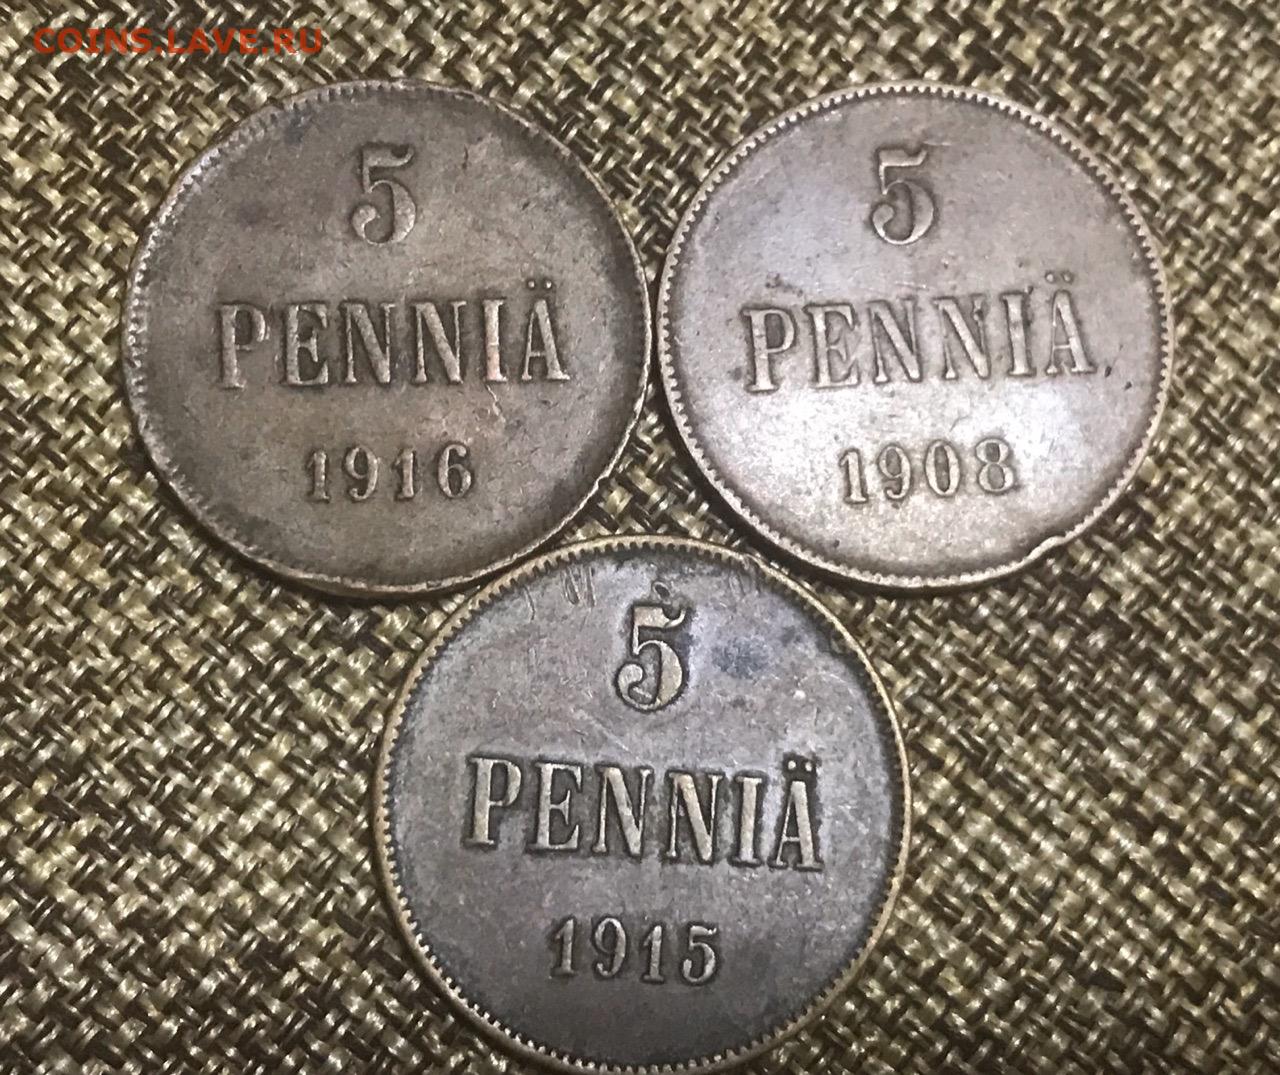 COINS.LAVE.RU
5
PENNIÄ
1916
5
PENNIÄ
1908
5
PENNIÄ
1915